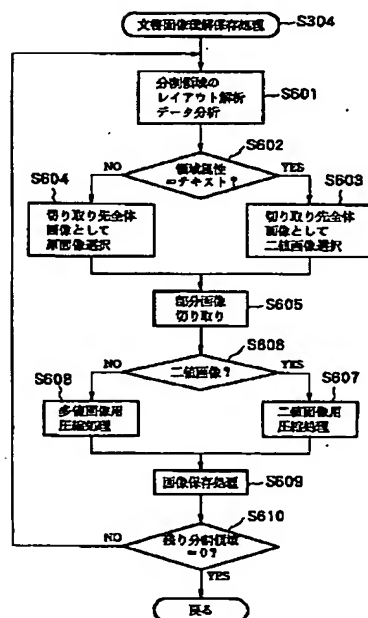 文書画像理解保存処理
S304
分割領域の
レイアウト解析
データ分析
S601
S602
領域属性
=テキスト?
NO
YES
S604
S603
切り取り先全体
画像として
原画像選択
切り取り先全体
画像として
二値画像選択
部分画像
切り取り
S605
S606
二値画像?
NO
YES
S608
S607
多値画像用
圧縮処理
二値画像用
圧縮処理
画像保存処理
S609
S610
残り分割領域
=0?
NO
YES
戻る